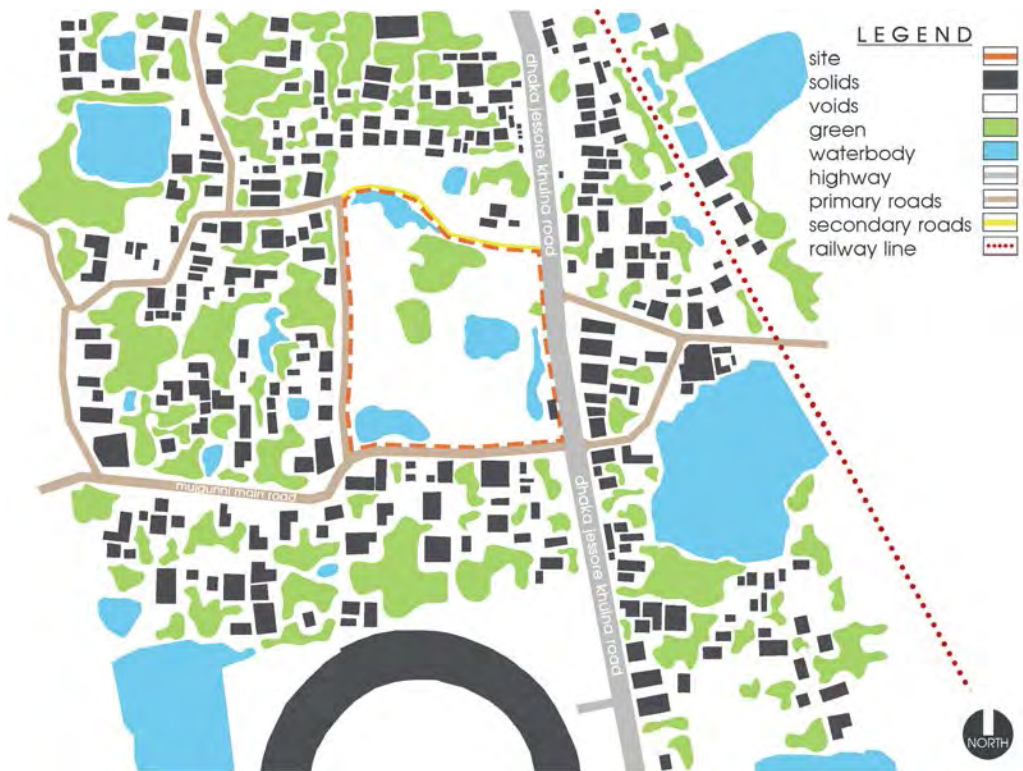 LEGEND
site
solids
voids
green
waterbody
highway
primary roads
secondary roads
railway line
dhaka jessore khulna road
mujgunni main road
dhaka jessore khulna road
NORTH